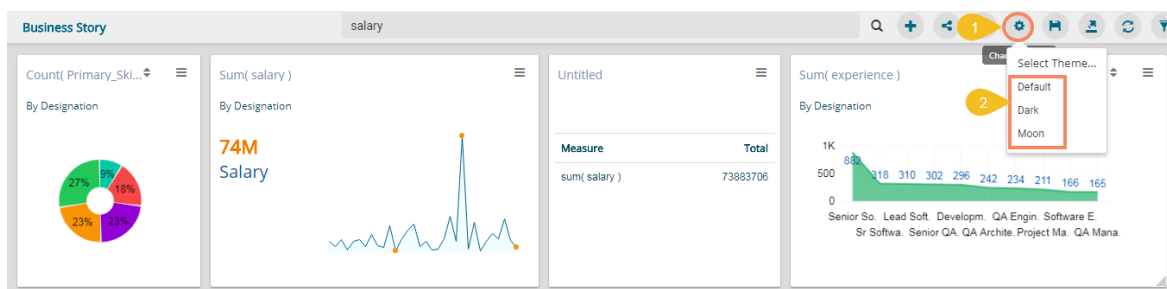 Business Story
salary
1
Select Theme...
Default
Dark
Moon
2
Count( Primary_Ski...
By Designation
27%
9%
18%
23%
23%
Sum( salary )
By Designation
74M
Salary
Untitled
Measure Total
sum( salary ) 73883706
Sum( experience )
By Designation
1K
500
0
882 318 310 302 296 242 234 211 166 165
Senior So. Lead Soft. Developm. QA Engin. Software E.
Sr Softwa. Senior QA. QA Archite. Project Ma. QA Mana.